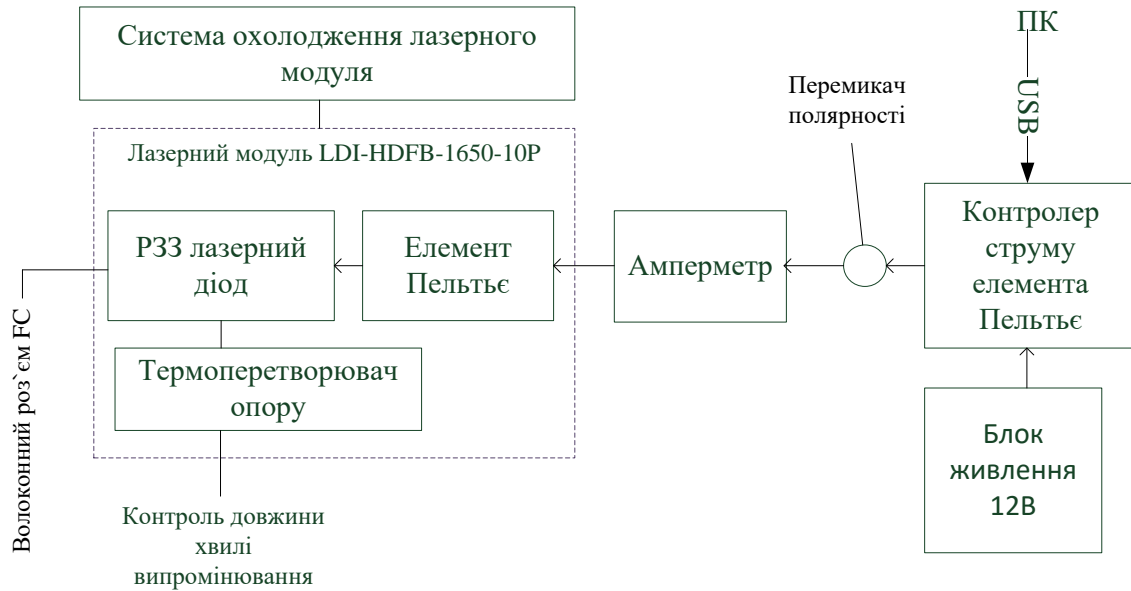 Система охолодження лазерного
модуля
ПК
USB
Перемикач
полярності
Лазерний модуль LDI-HDFB-1650-10P
РЗЗ лазерний
діод
Елемент
Пельтьє
Амперметр
Контролер
струму
елемента
Пельтьє
Термоперетворювач
опору
Волоконний роз`єм FC
Блок
живлення
12В
Контроль довжини
хвилі
випромінювання